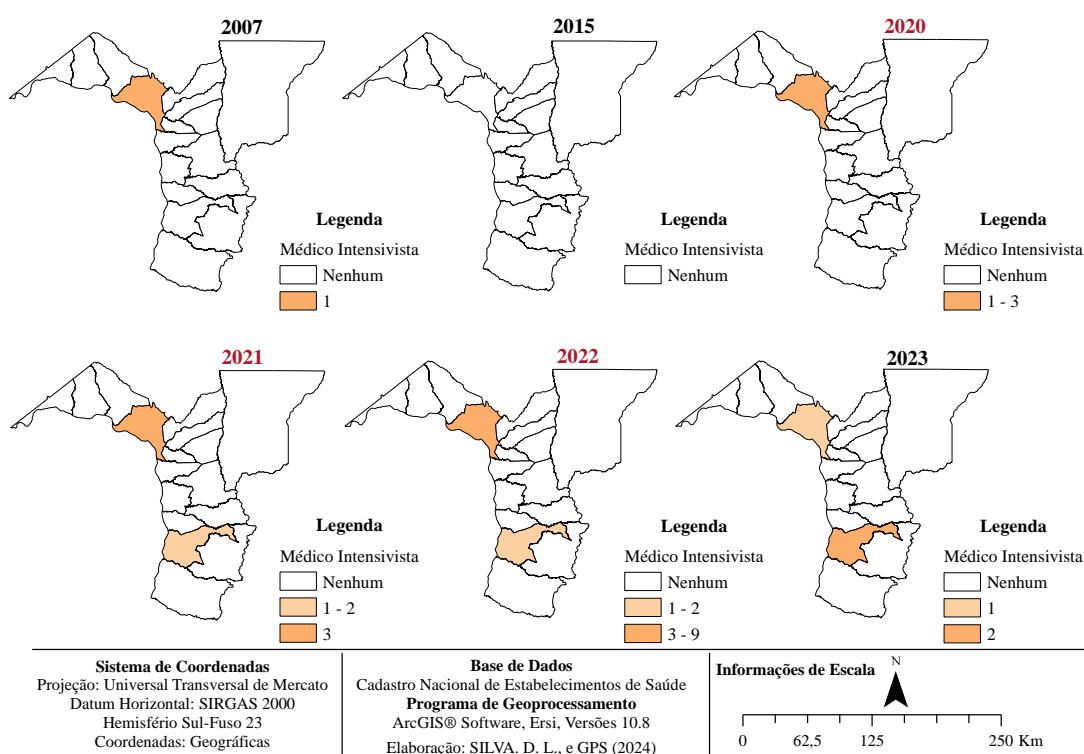 2007
2015
2020
Legenda
Médico Intensivista
Nenhum
1
Legenda
Médico Intensivista
Nenhum
Legenda
Médico Intensivista
Nenhum
1 - 3
2021
2022
2023
Legenda
Médico Intensivista
Nenhum
1 - 2
3
Legenda
Médico Intensivista
Nenhum
1 - 2
3 - 9
Legenda
Médico Intensivista
Nenhum
1
2
Sistema de Coordenadas
Projeção: Universal Transversal de Mercato
Datum Horizontal: SIRGAS 2000
Hemisfério Sul-Fuso 23
Coordenadas: Geográficas
Base de Dados
Cadastro Nacional de Estabelecimentos de Saúde
Programa de Geoprocessamento
ArcGIS® Software, Ersi, Versões 10.8
Elaboração: SILVA. D. L., e GPS (2024)
Informações de Escala
N
0 62,5 125 250 Km